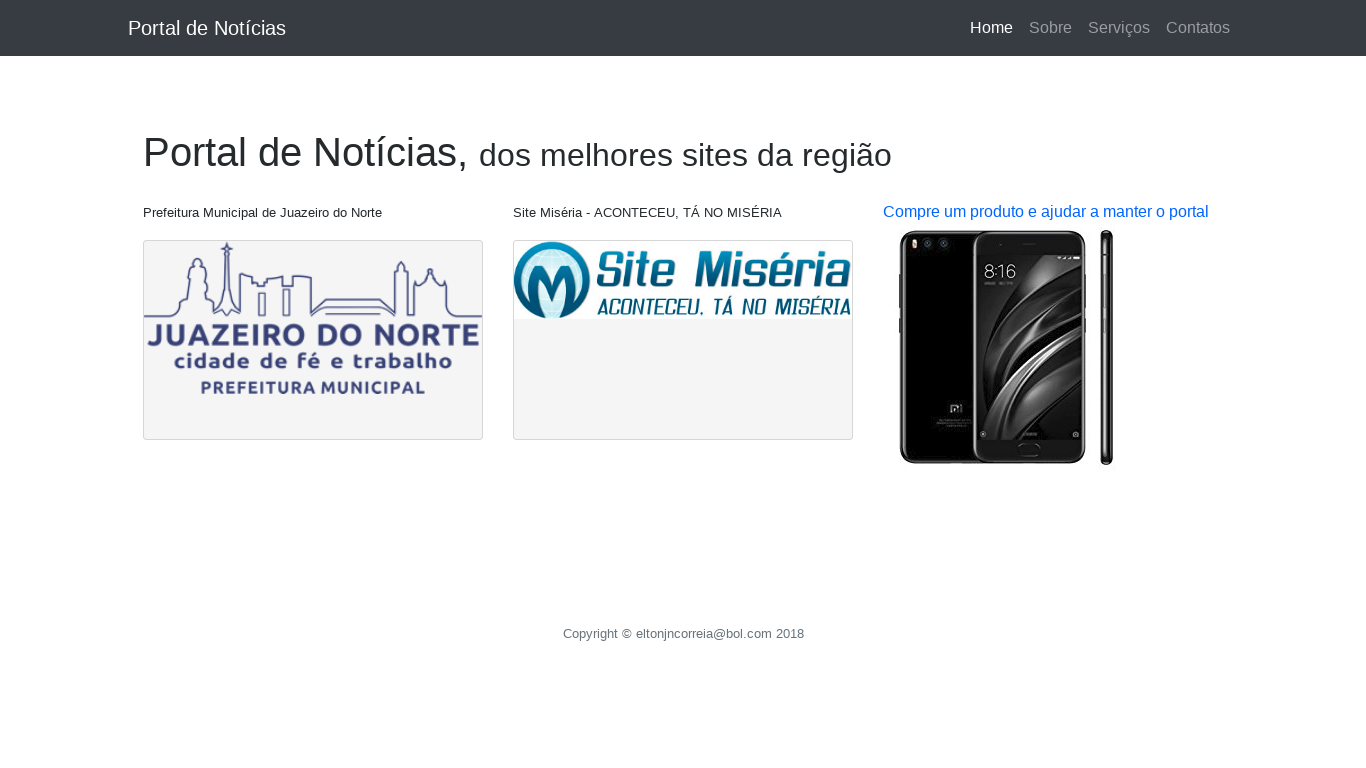 Portal de Notícias
Home Sobre Serviços Contatos
Portal de Notícias, dos melhores sites da região
Prefeitura Municipal de Juazeiro do Norte
JUAZEIRO DO NORTE
cidade de fé e trabalho
PREFEITURA MUNICIPAL
Site Miséria - ACONTECEU, TÁ NO MISÉRIA
Site Miséria
ACONTECEU, TÁ NO MISÉRIA
Compre um produto e ajudar a manter o portal
8:16
Copyright © eltonjncorreia@bol.com 2018